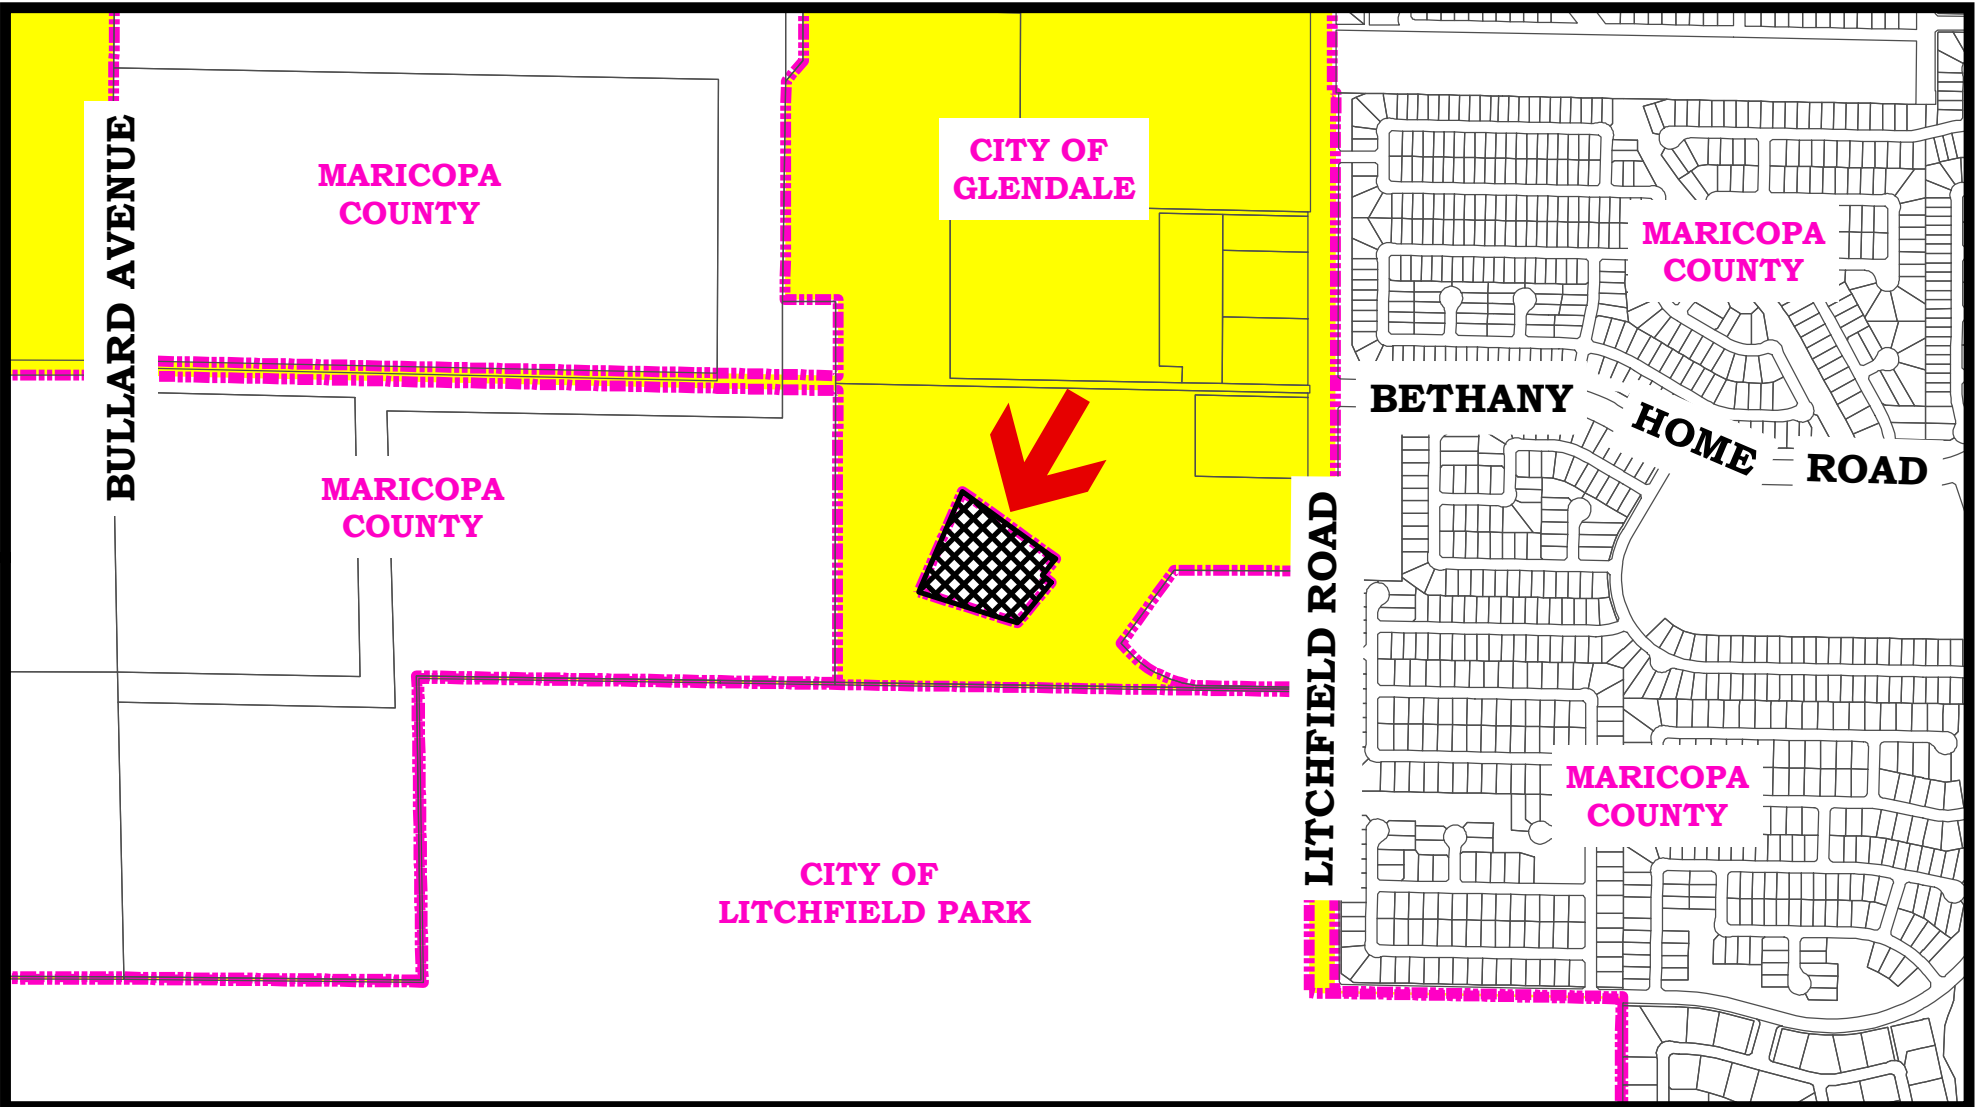 BULLARD AVENUE
MARICOPA
COUNTY
CITY OF
GLENDALE
MARICOPA
COUNTY
BETHANY
HOME
ROAD
MARICOPA
COUNTY
LITCHFIELD ROAD
MARICOPA
COUNTY
CITY OF
LITCHFIELD PARK